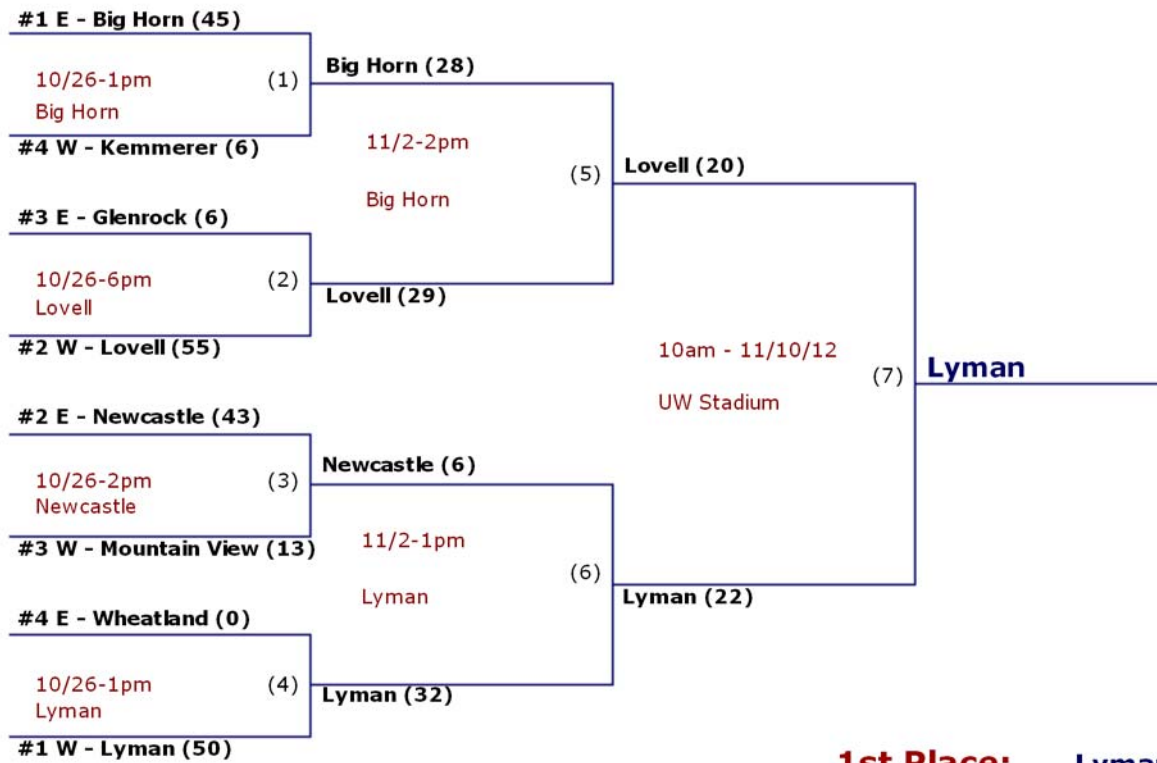 #1 E - Big Horn (45)
10/26-1pm
(1)
Big Horn
#4 W - Kemmerer (6)
Big Horn (28)
11/2-2pm
(5)
Big Horn
#3 E - Glenrock (6)
10/26-6pm
(2)
Lovell
#2 W - Lovell (55)
Lovell (29)
Lovell (20)
10am - 11/10/12
(7)
UW Stadium
Lyman
#2 E - Newcastle (43)
10/26-2pm
(3)
Newcastle
#3 W - Mountain View (13)
Newcastle (6)
11/2-1pm
(6)
Lyman
#4 E - Wheatland (0)
10/26-1pm
(4)
Lyman
#1 W - Lyman (50)
Lyman (32)
Lyman (22)
1st Place: Lyman